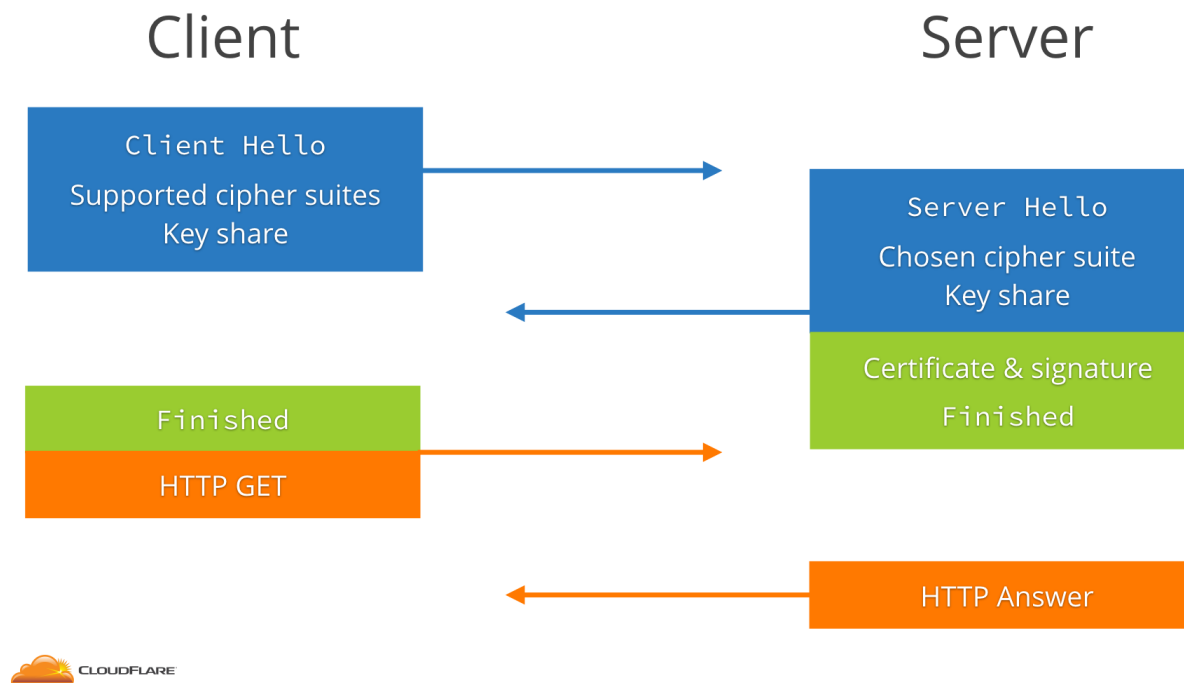 Client
Server
Client Hello
Supported cipher suites
Key share
Server Hello
Chosen cipher suite
Key share
Certificate & signature
Finished
Finished
HTTP GET
HTTP Answer
CLOUDFLARE